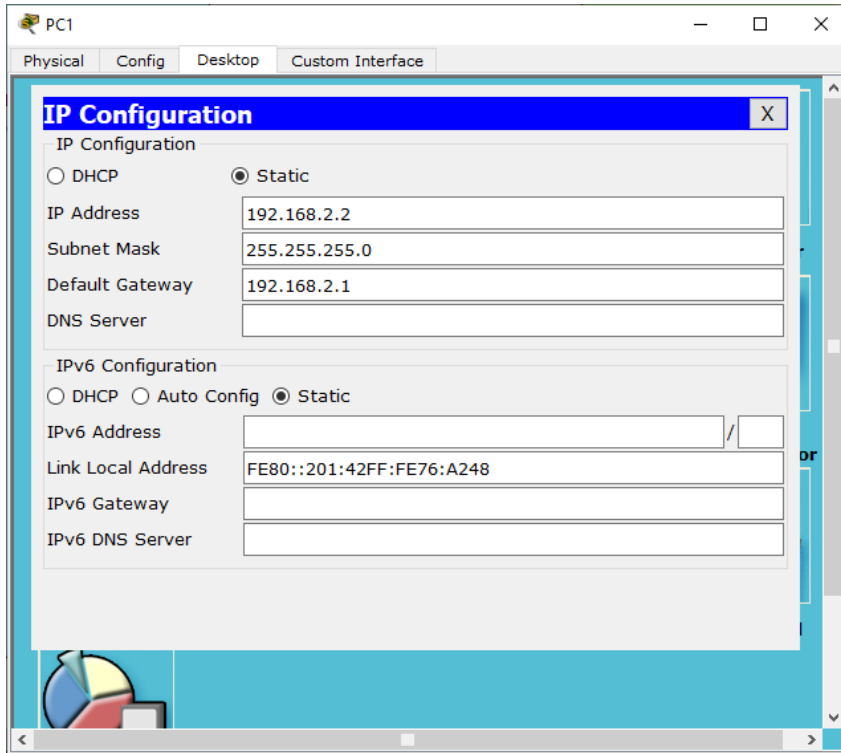 PC1
Physical Config Desktop Custom Interface
IP Configuration X
IP Configuration
DHCP Static
IP Address 192.168.2.2
Subnet Mask 255.255.255.0
Default Gateway 192.168.2.1
DNS Server
IPv6 Configuration
DHCP Auto Config Static
IPv6 Address /
Link Local Address FE80::201:42FF:FE76:A248
IPv6 Gateway
IPv6 DNS Server
or